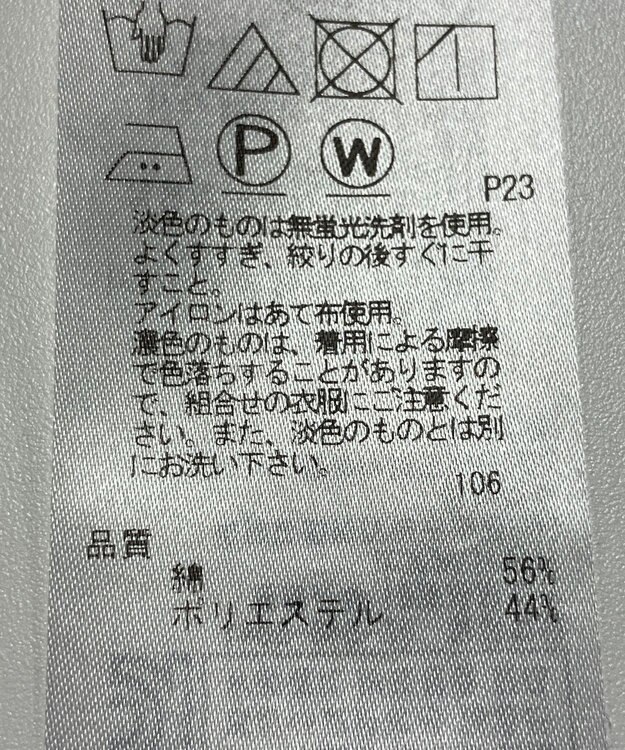 P
W
P23
淡色のものは無蛍光洗剤を使用。
よくすすぎ、絞りの後すぐに干
すこと。
アイロンはあて布使用。
濃色のものは、着用による摩擦
で色落ちすることがありますの
で、組合せの衣服にご注意くだ
さい。また、淡色のものとは別
にお洗い下さい。
106
品質
綿 56%
ポリエステル 44%